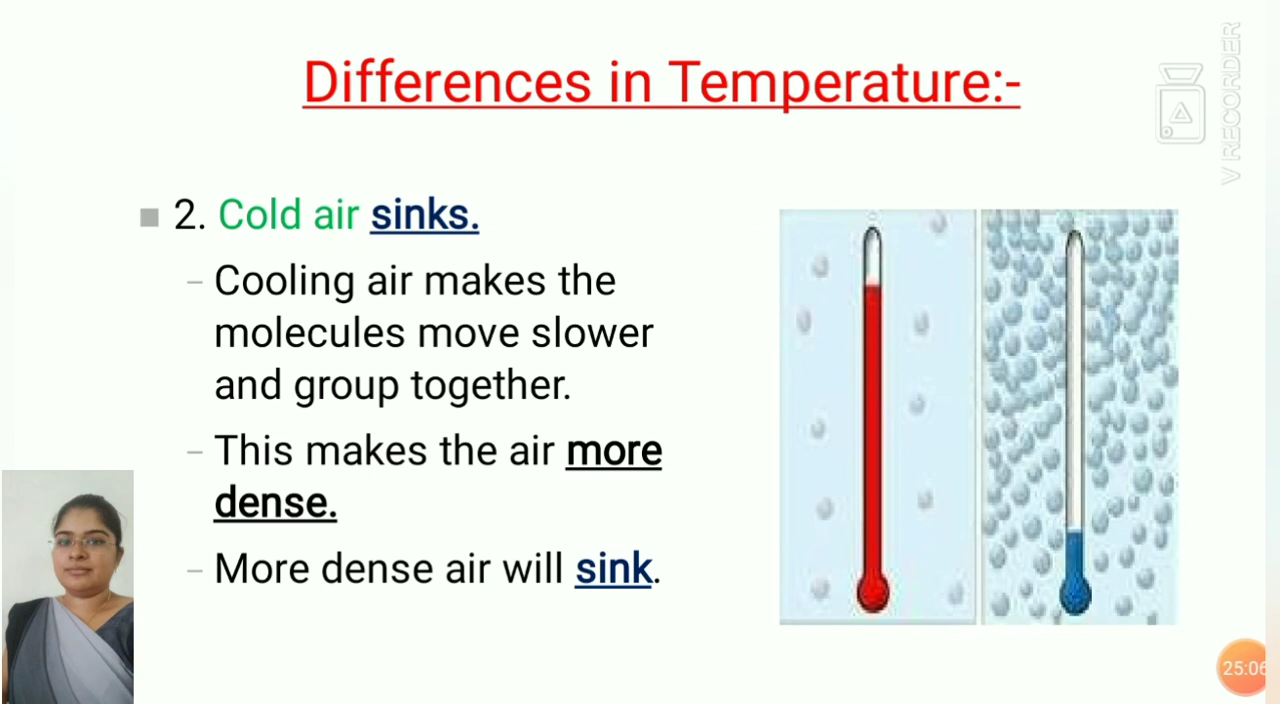 Differences in Temperature:-
V RECORDER
2. Cold air sinks.
– Cooling air makes the
molecules move slower
and group together.
– This makes the air more
dense.
– More dense air will sink.
25:06